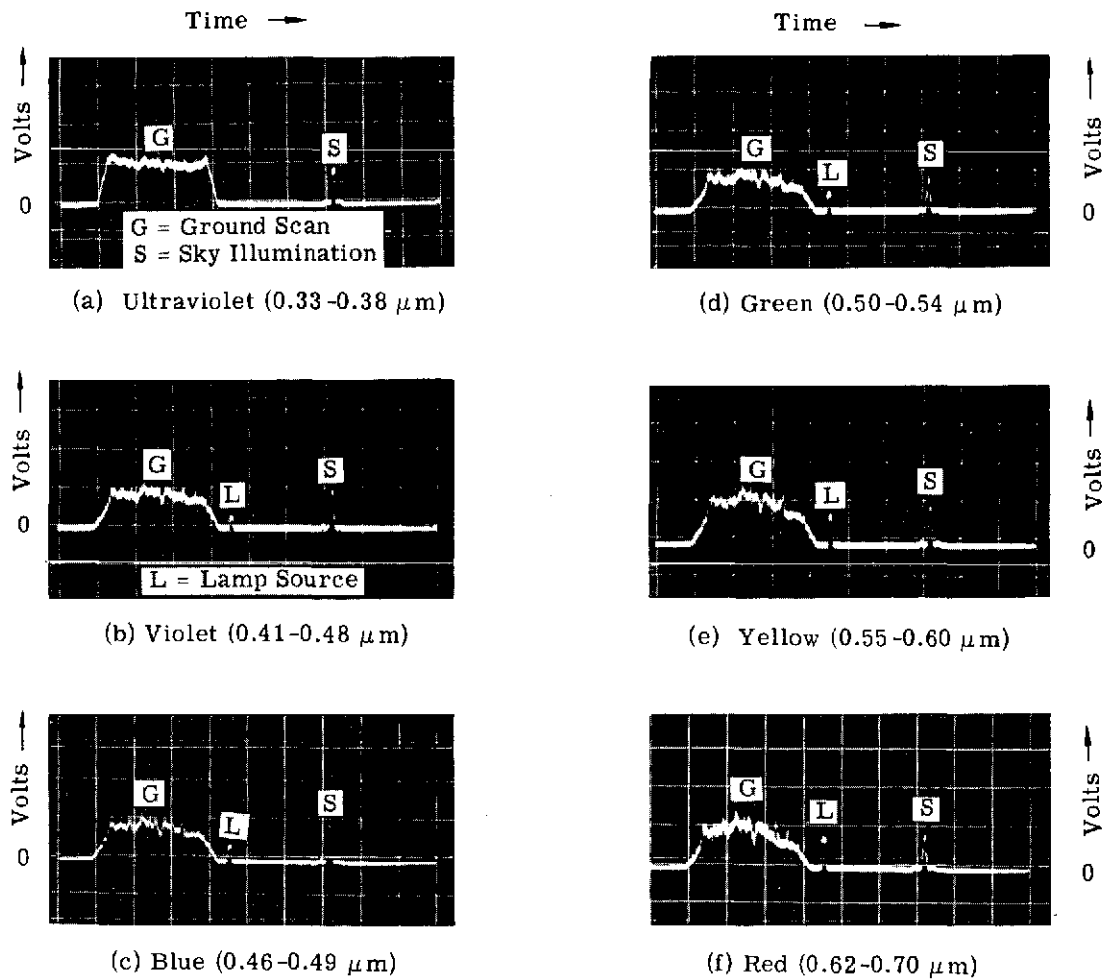 Time →
Volts →
G
S
0
G = Ground Scan
S = Sky Illumination
(a) Ultraviolet (0.33-0.38 μm)
Volts →
G
L
S
0
L = Lamp Source
(b) Violet (0.41-0.48 μm)
Volts →
G
L
S
0
(c) Blue (0.46-0.49 μm)
Time →
Volts →
G
L
S
0
(d) Green (0.50-0.54 μm)
Volts →
G
L
S
0
(e) Yellow (0.55-0.60 μm)
Volts →
G
L
S
0
(f) Red (0.62-0.70 μm)